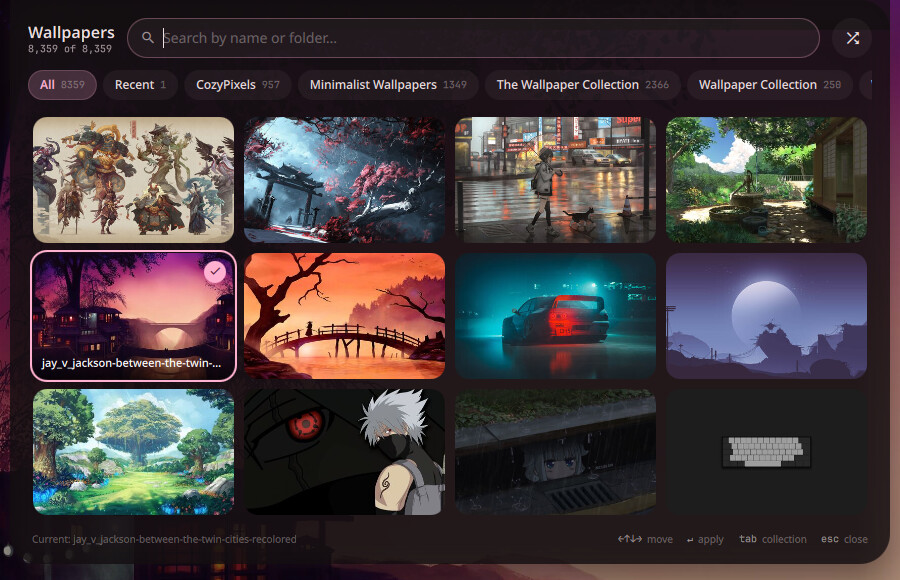 Wallpapers
8,359 of 8,359
Search by name or folder...
All 8359
Recent 1
CozyPixels 957
Minimalist Wallpapers 1349
The Wallpaper Collection 2366
Wallpaper Collection 250
jay_v_jackson-between-the-twin-...
Current: jay_v_jackson-between-the-twin-cities-recolored
←↑↓→ move
↵ apply
tab collection
esc close